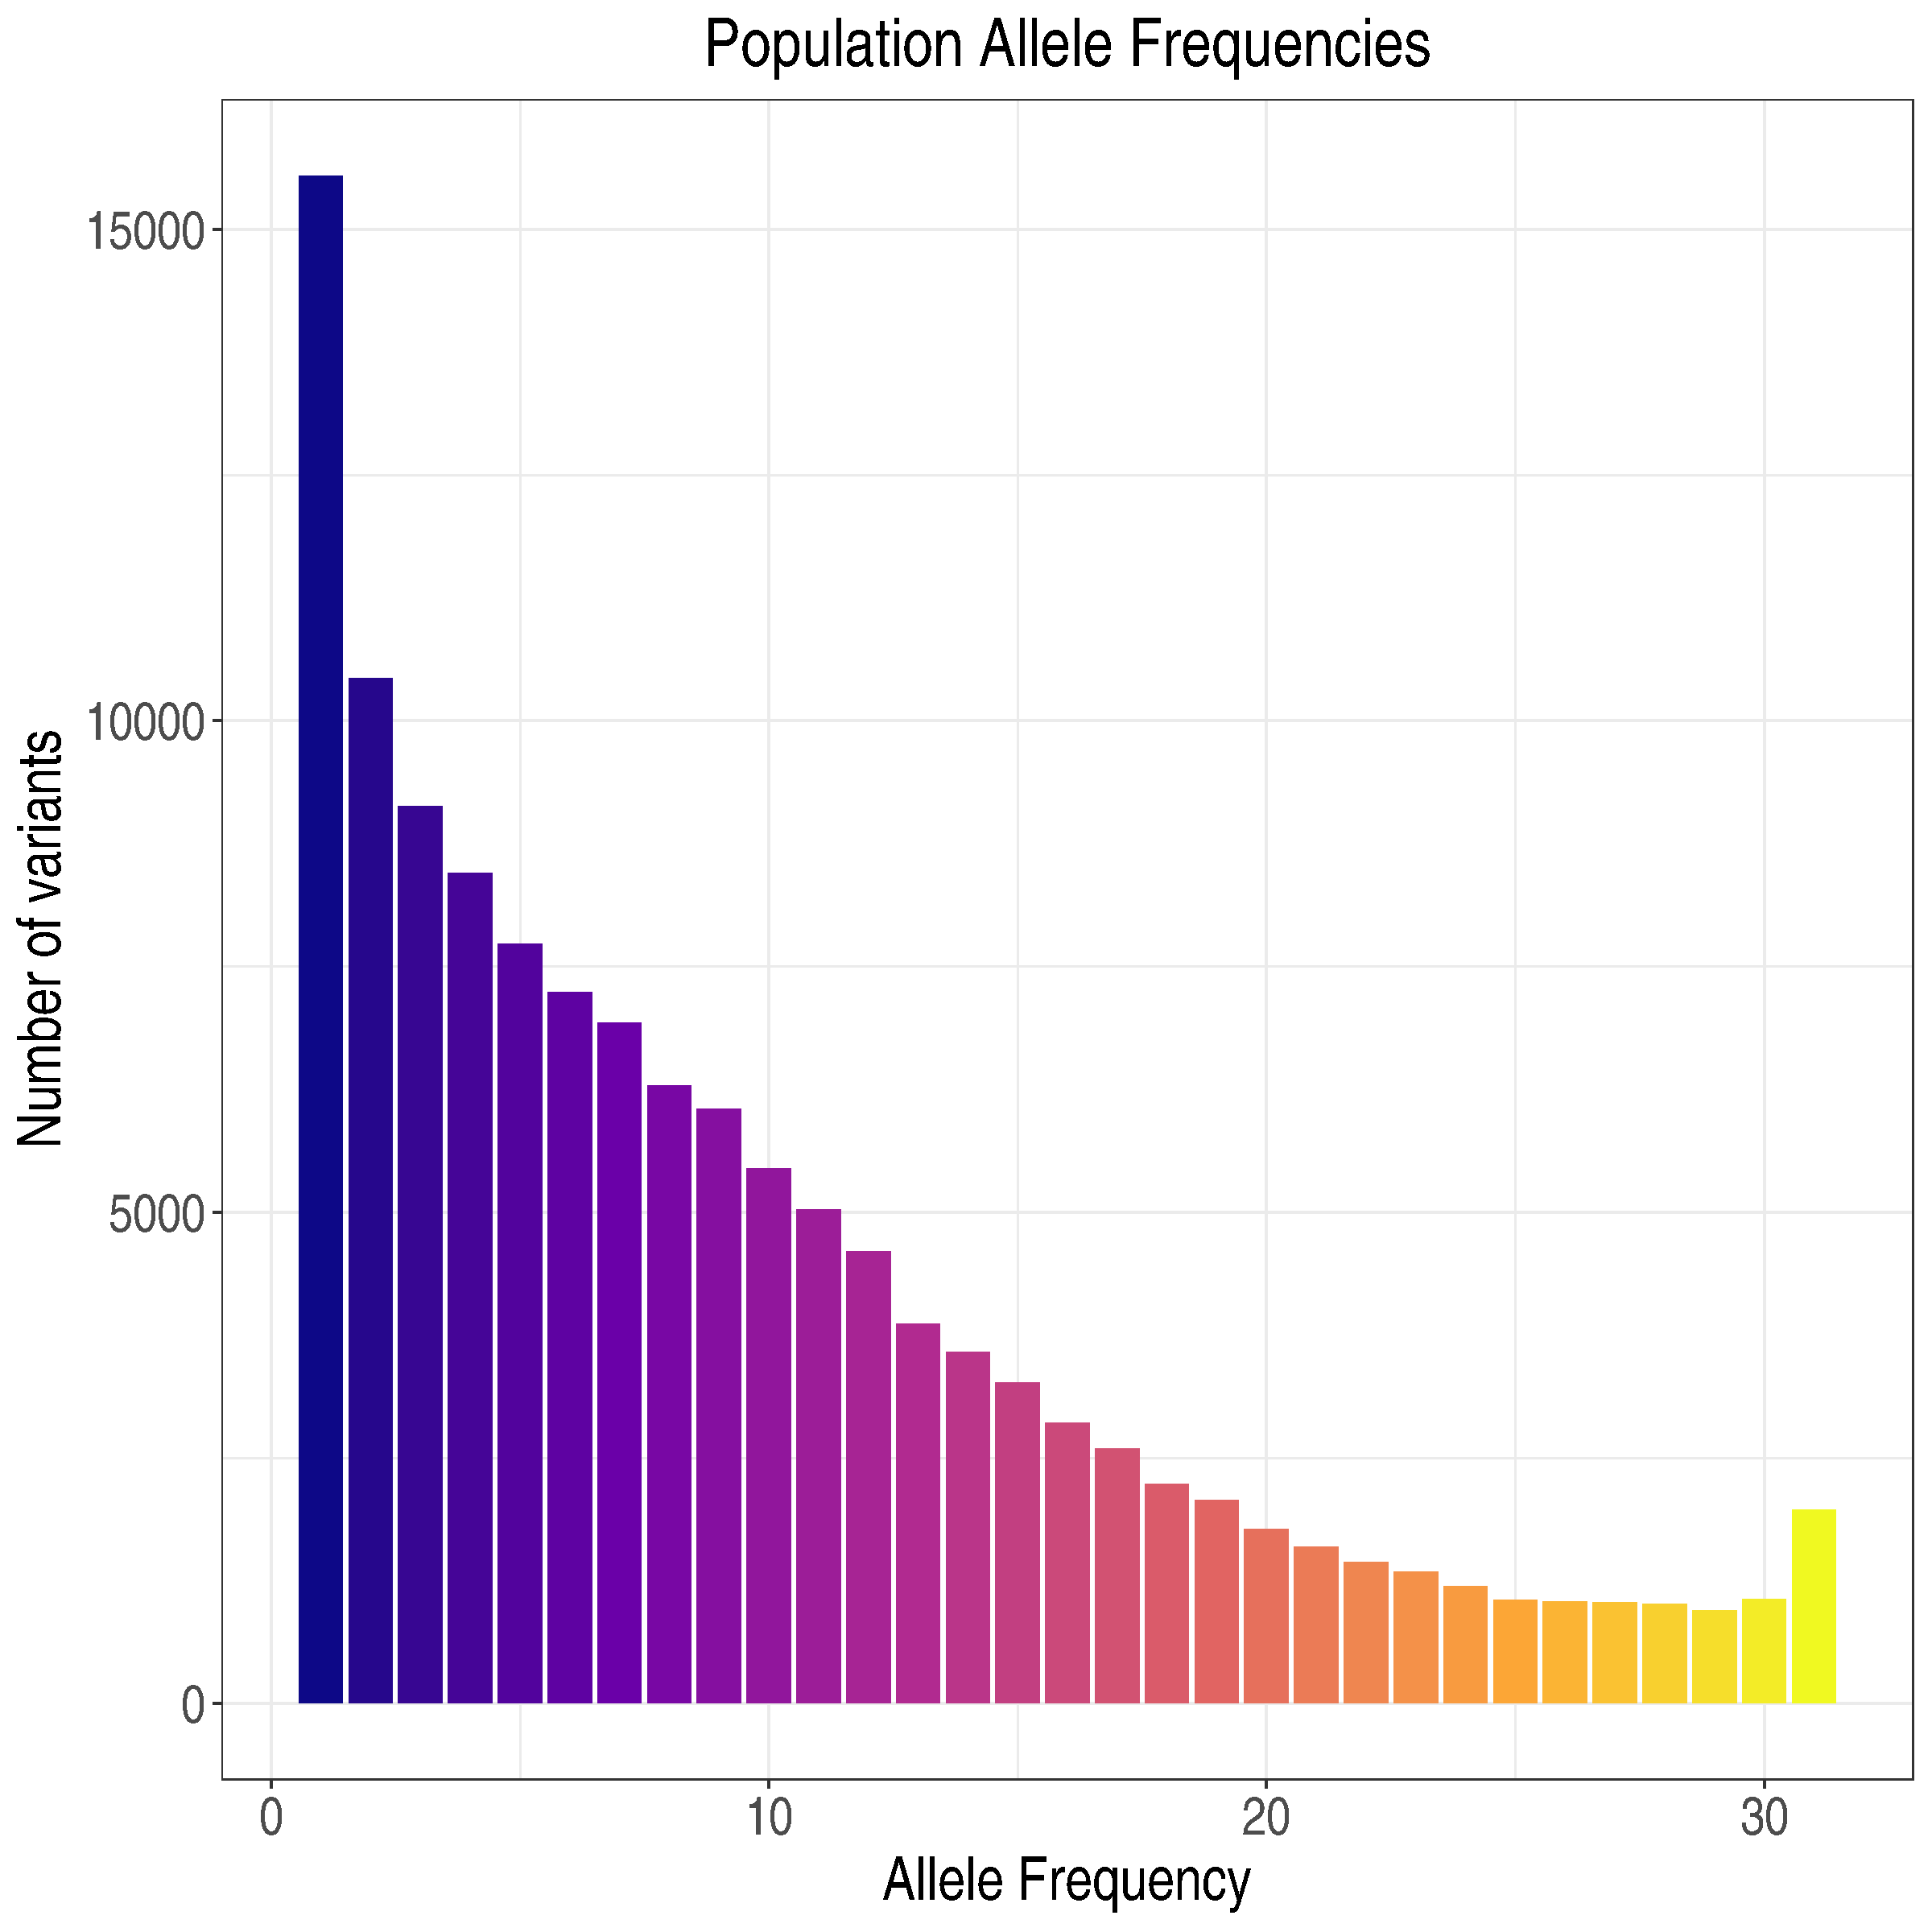 Population Allele Frequencies
Number of variants
15000
10000
5000
0
0 10 20 30
Allele Frequency